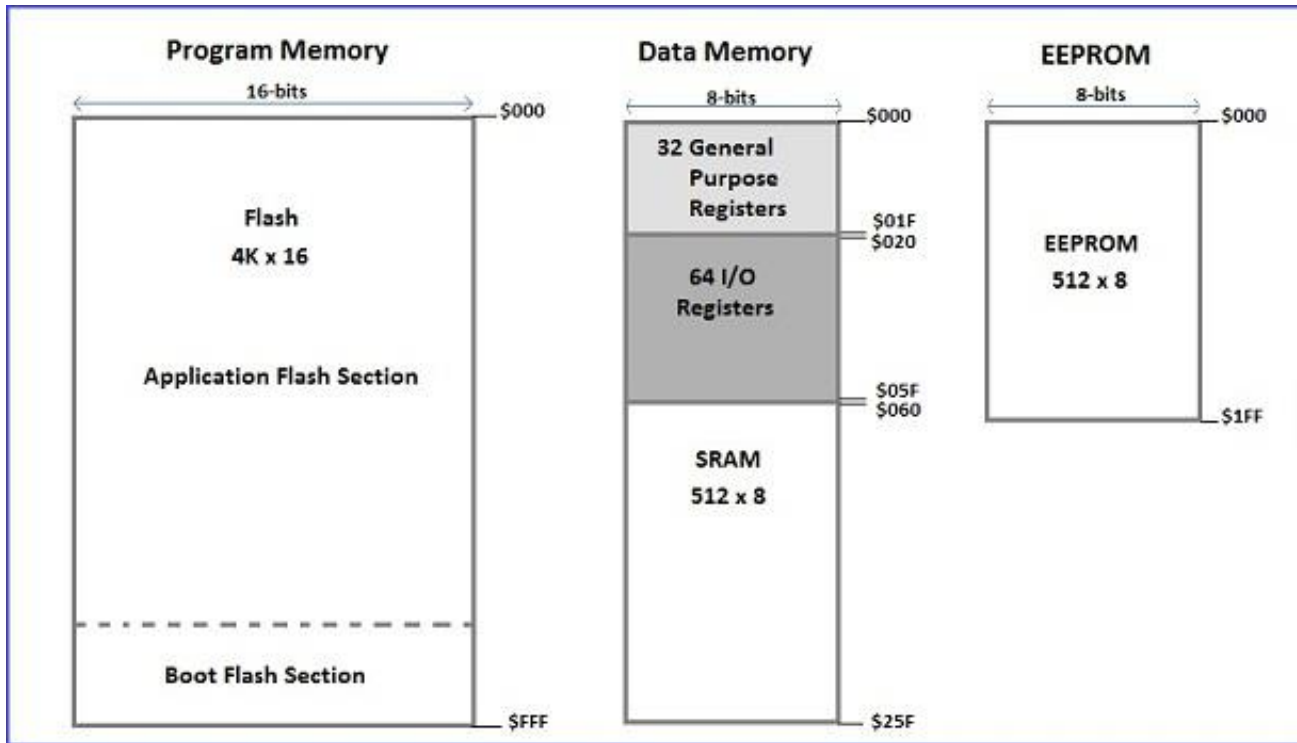 Program Memory
16-bits
$000
Flash
4K x 16
Application Flash Section
Boot Flash Section
$FFF
Data Memory
8-bits
$000
32 General
Purpose
Registers
$01F
$020
64 I/O
Registers
$05F
$060
SRAM
512 x 8
$25F
EEPROM
8-bits
$000
EEPROM
512 x 8
$1FF